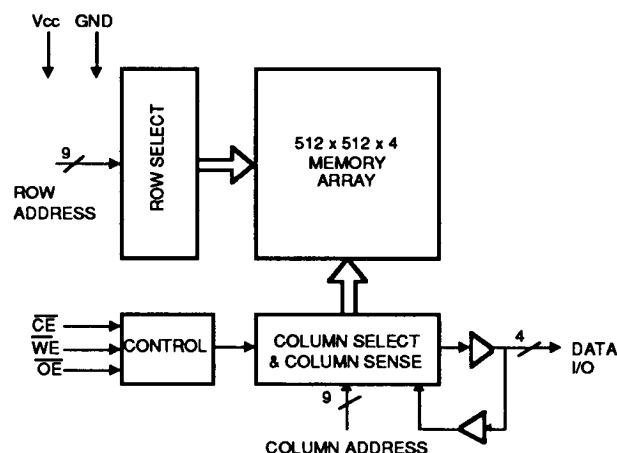 Vcc GND
ROW SELECT
512 x 512 x 4
MEMORY
ARRAY
9
ROW
ADDRESS
CE
WE
OE
CONTROL
COLUMN SELECT
& COLUMN SENSE
4
DATA
I/O
9
COLUMN ADDRESS